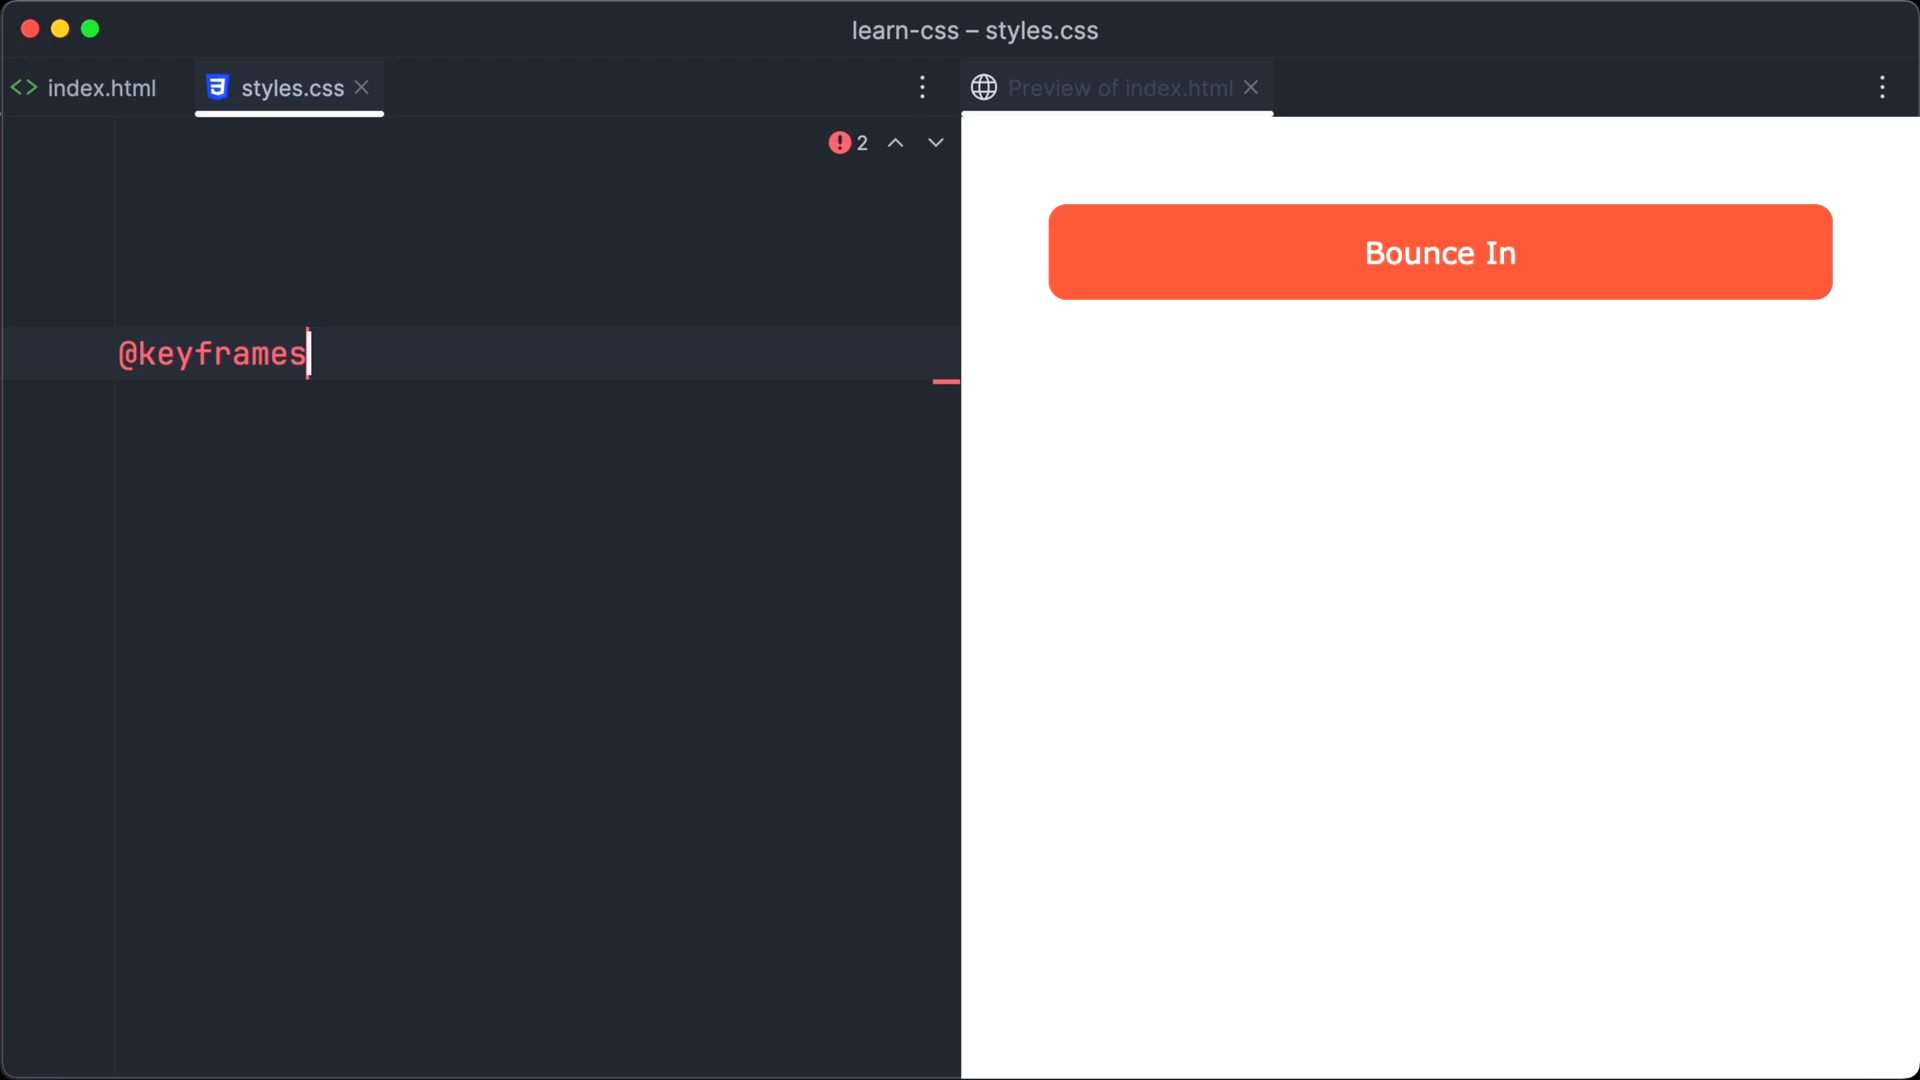 learn-css – styles.css
index.html
styles.css
Preview of index.html
2
@keyframes
Bounce In